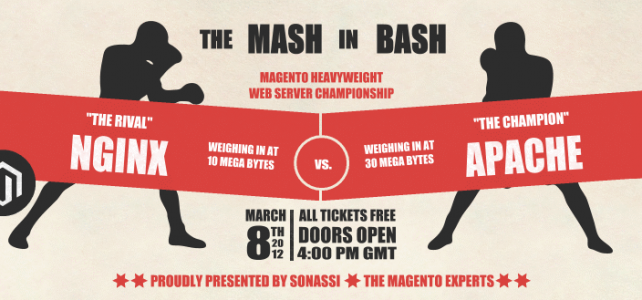 THE MASH IN BASH
MAGENTO HEAVYWEIGHT
WEB SERVER CHAMPIONSHIP
"THE RIVAL"
NGINX
WEIGHING IN AT
10 MEGA BYTES
VS.
WEIGHING IN AT
30 MEGA BYTES
"THE CHAMPION"
APACHE
MARCH
8TH
20
12
ALL TICKETS FREE
DOORS OPEN
4:00 PM GMT
PROUDLY PRESENTED BY SONASSI THE MAGENTO EXPERTS